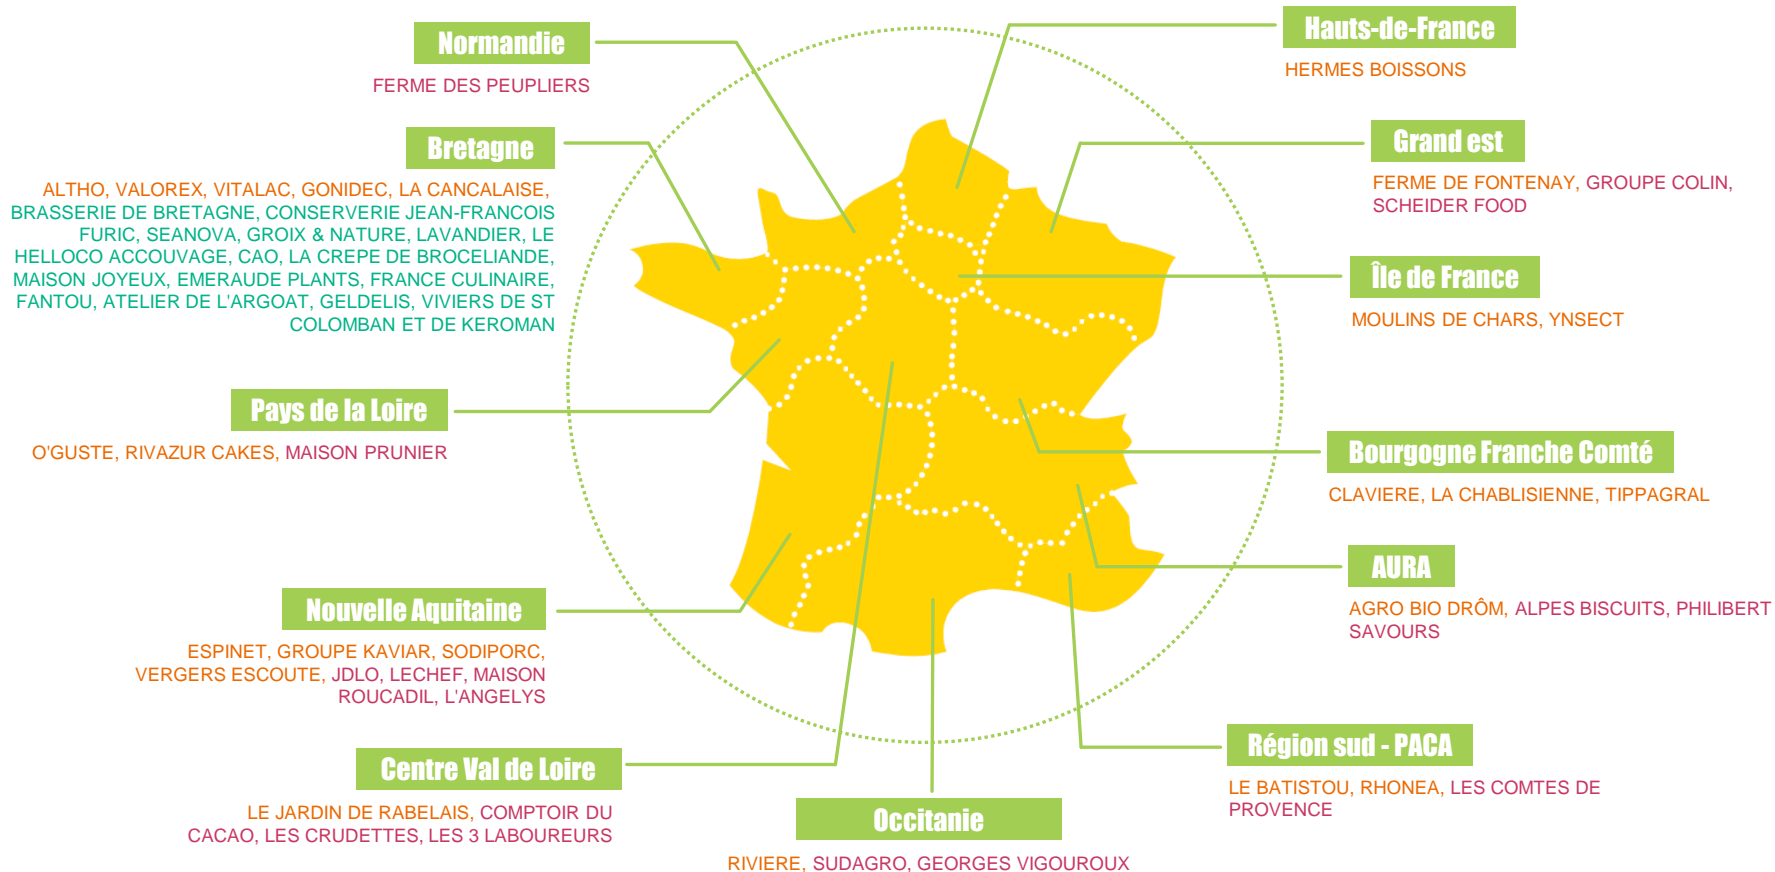 Normandie
FERME DES PEUPLIERS
Bretagne
ALTHO, VALOREX, VITALAC, GONIDEC, LA CANCALAISE,
BRASSERIE DE BRETAGNE, CONSERVERIE JEAN-FRANCOIS
FURIC, SEANOVA, GROIX & NATURE, LAVANDIER, LE
HELLOCO ACCOUVAGE, CAO, LA CREPE DE BROCELIANDE,
MAISON JOYEUX, EMERAUDE PLANTS, FRANCE CULINAIRE,
FANTOU, ATELIER DE L'ARGOAT, GELDELIS, VIVIERS DE ST
COLOMBAN ET DE KEROMAN
Pays de la Loire
O'GUSTE, RIVAZUR CAKES, MAISON PRUNIER
Nouvelle Aquitaine
ESPINET, GROUPE KAVIAR, SODIPORC,
VERGERS ESCOUTE, JDLO, LECHEF, MAISON
ROUCADIL, L'ANGELYS
Centre Val de Loire
LE JARDIN DE RABELAIS, COMPTOIR DU
CACAO, LES CRUDETTES, LES 3 LABOUREURS
Occitanie
RIVIERE, SUDAGRO, GEORGES VIGOUROUX
Hauts-de-France
HERMES BOISSONS
Grand est
FERME DE FONTENAY, GROUPE COLIN,
SCHEIDER FOOD
Île de France
MOULINS DE CHARS, YNSECT
Bourgogne Franche Comté
CLAVIERE, LA CHABLISIENNE, TIPPAGRAL
AURA
AGRO BIO DRÔM, ALPES BISCUITS, PHILIBERT
SAVOURS
Région sud - PACA
LE BATISTOU, RHONEA, LES COMTES DE
PROVENCE